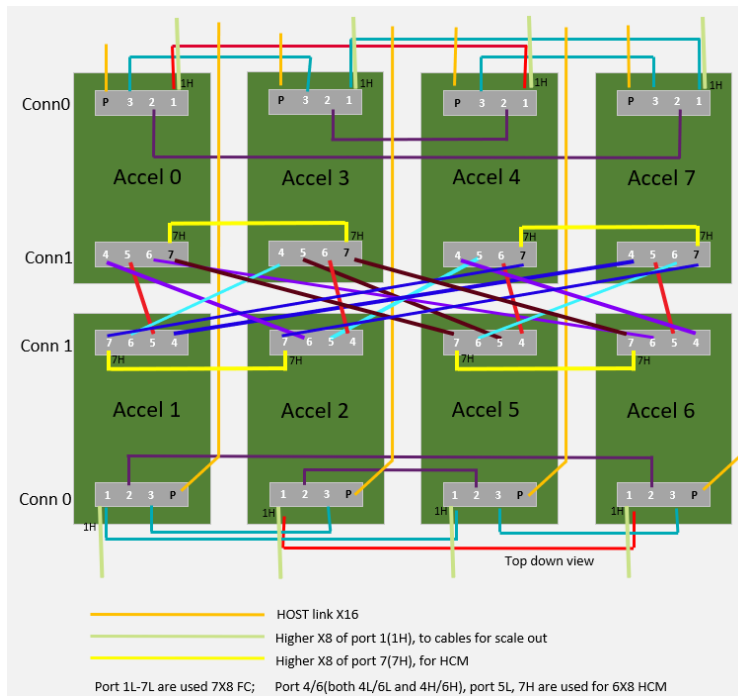 1H 1H 1H 1H
Conn0 P 3 2 1 P 3 2 1 P 3 2 1 P 3 2 1
Accel 0 Accel 3 Accel 4 Accel 7
7H 7H 7H 7H
Conn1 4 5 6 7 4 5 6 7 4 5 6 7 4 5 6 7
Conn 1 7 6 5 4 7 6 5 4 7 6 5 4 7 6 5 4
7H 7H 7H 7H
Accel 1 Accel 2 Accel 5 Accel 6
Conn 0 1 2 3 P 1 2 3 P 1 2 3 P 1 2 3 P
1H 1H 1H 1H
Top down view
HOST link X16
Higher X8 of port 1(1H), to cables for scale out
Higher X8 of port 7(7H), for HCM
Port 1L-7L are used 7X8 FC; Port 4/6(both 4L/6L and 4H/6H), port 5L, 7H are used for 6X8 HCM